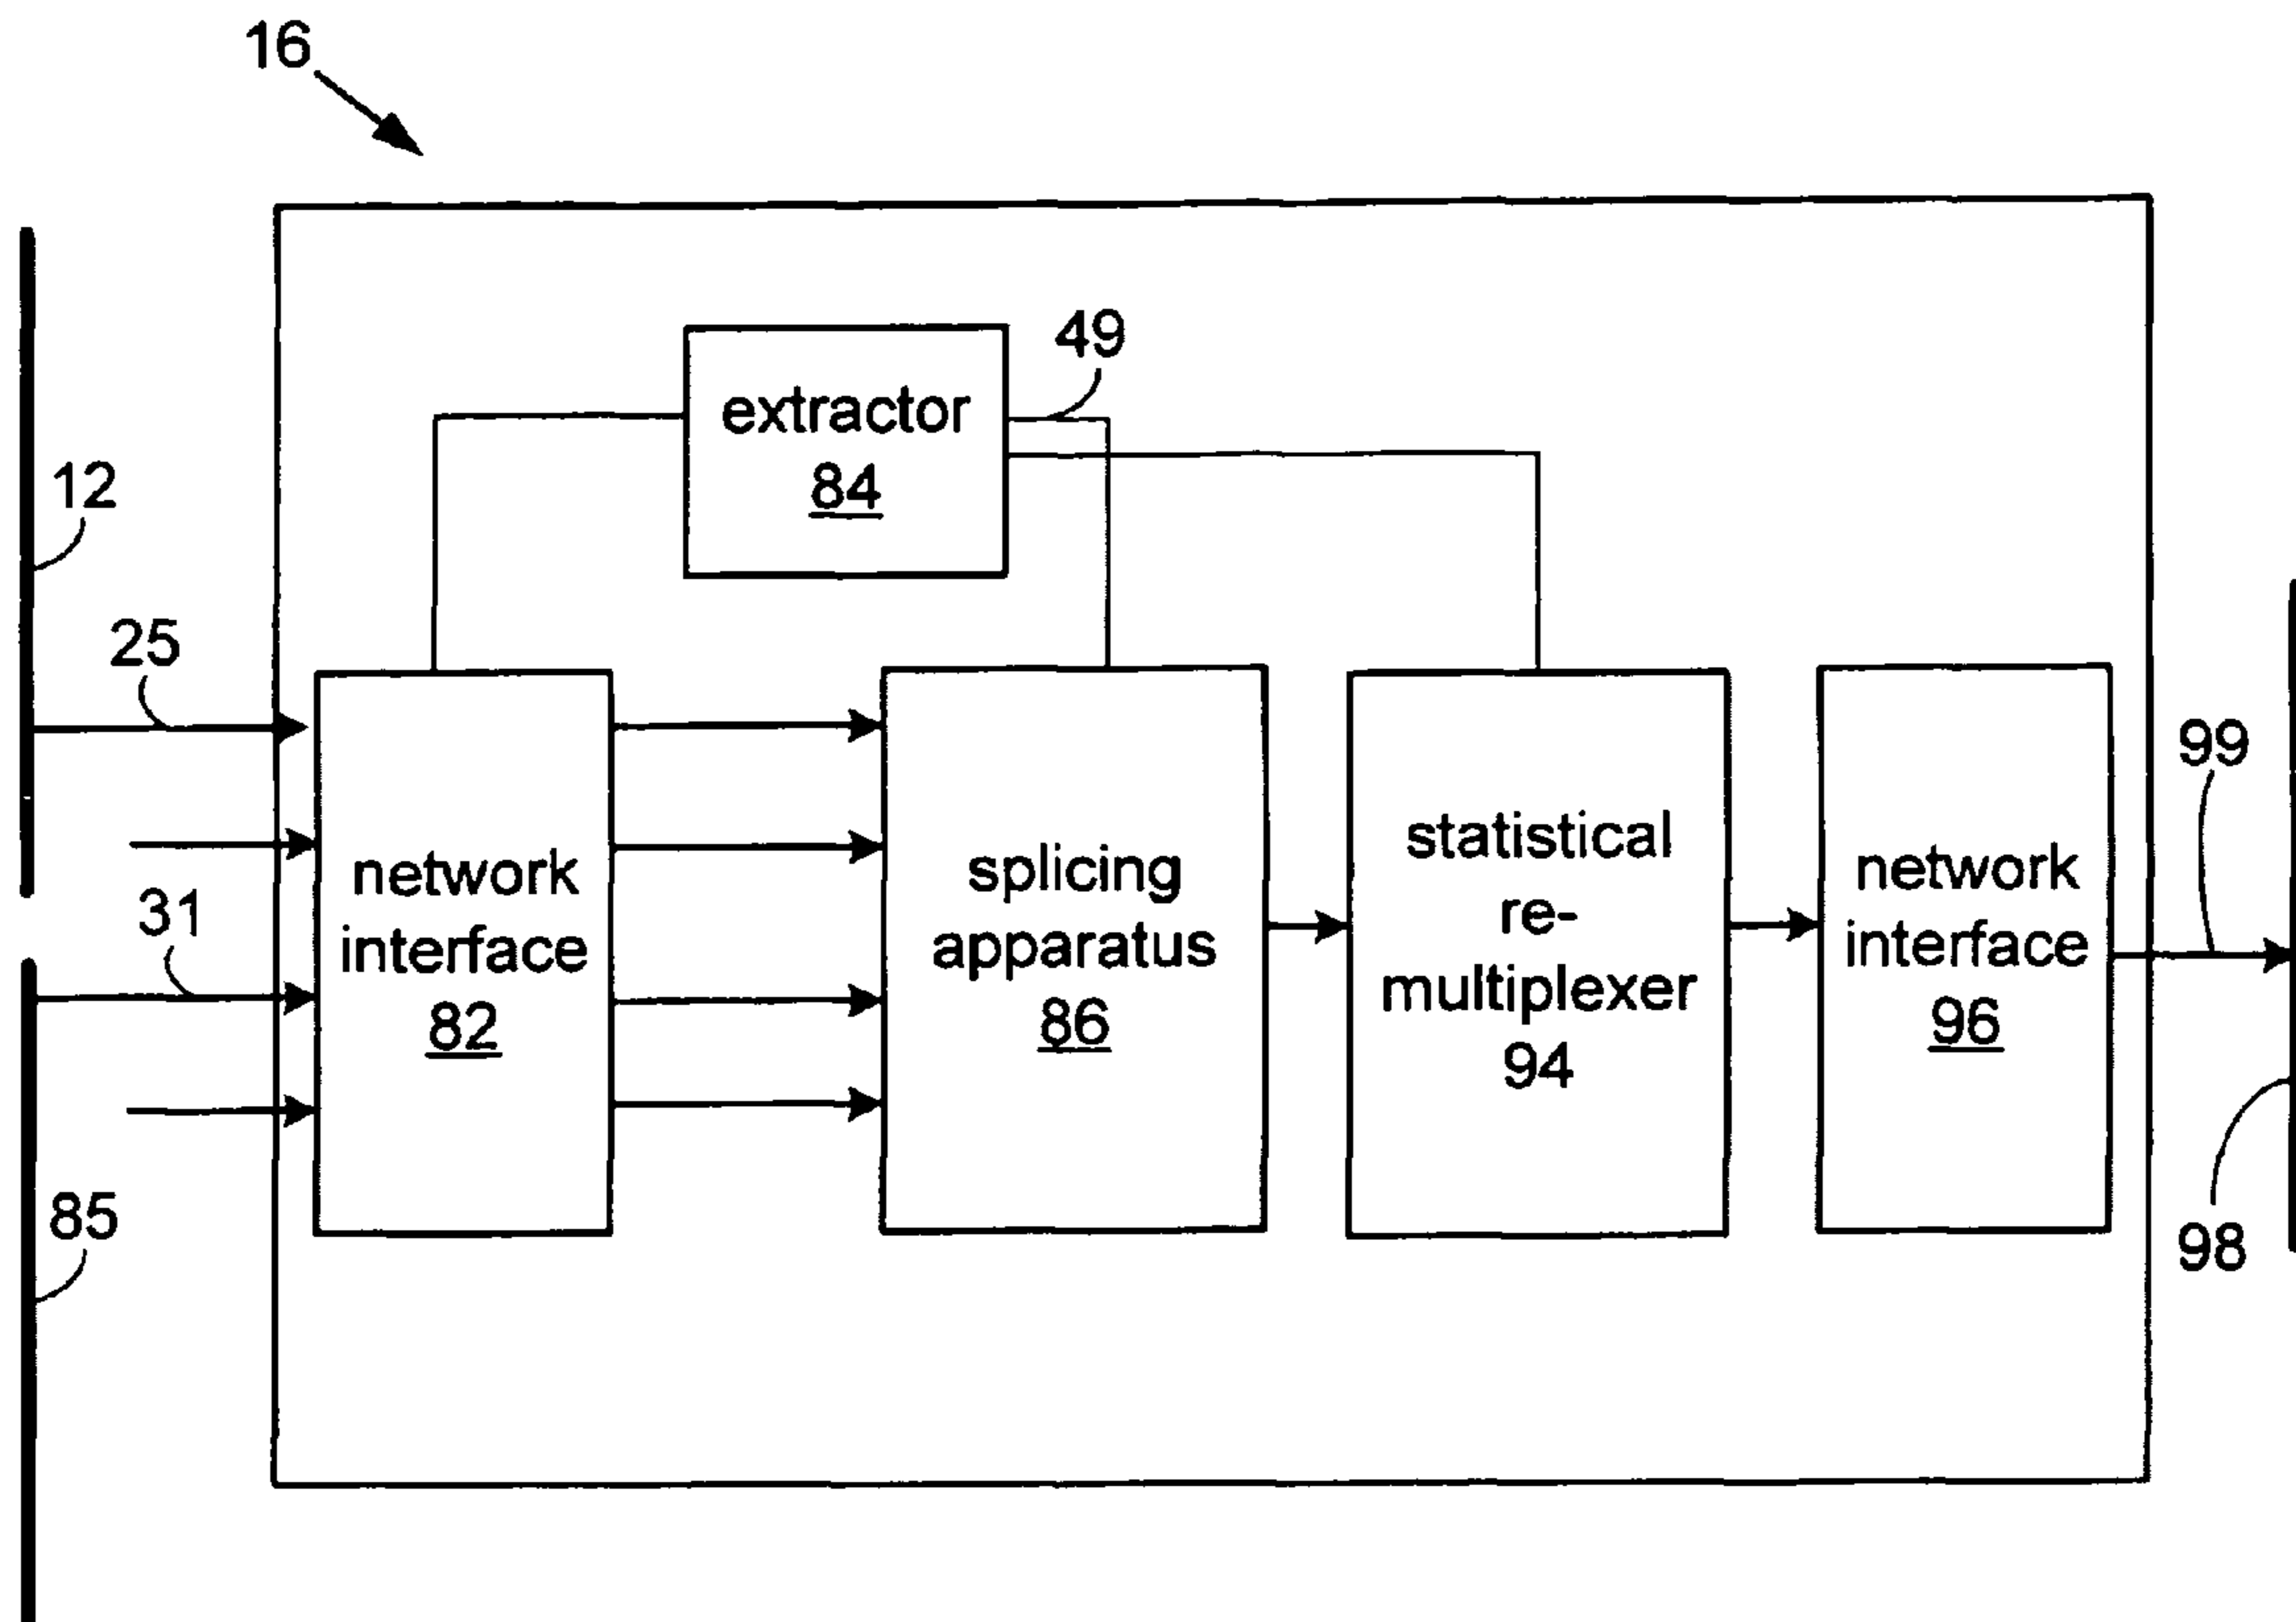 16
49
extractor
84
12
25
99
statistical
re-
multiplexer
94
network
interface
82
splicing
apparatus
86
network
interface
96
31
85
98